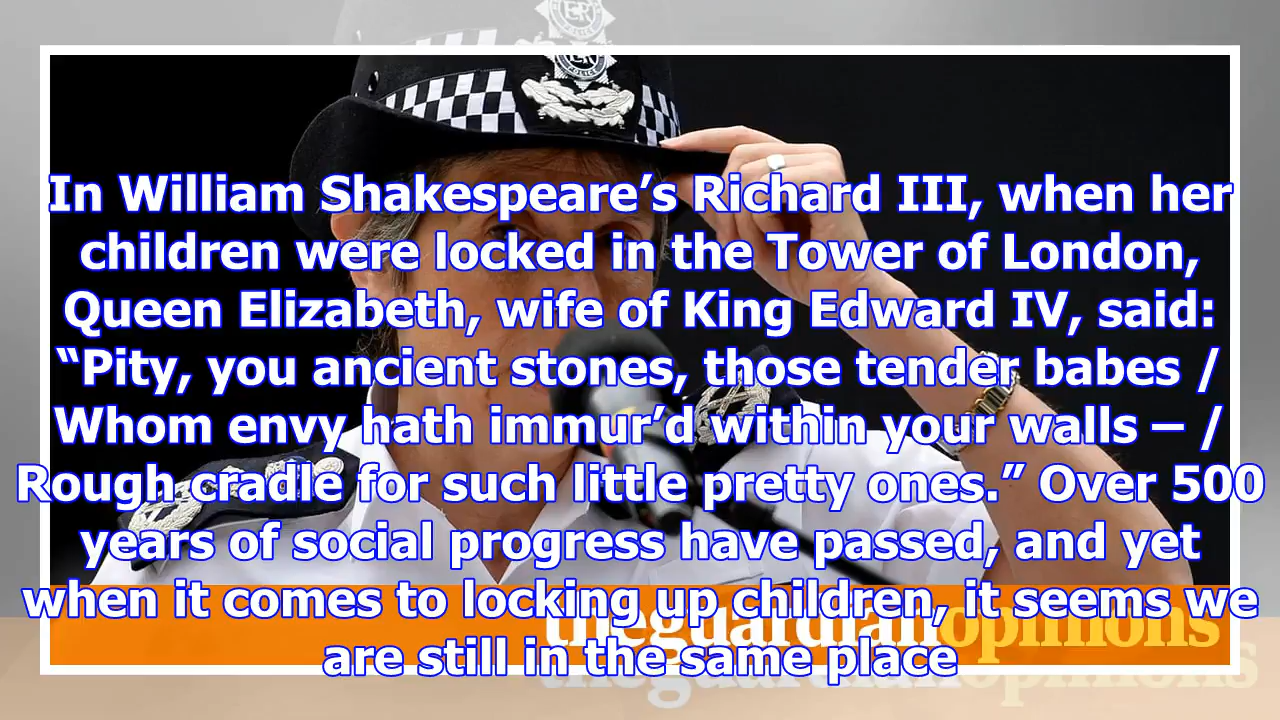 In William Shakespeare’s Richard III, when her
children were locked in the Tower of London,
Queen Elizabeth, wife of King Edward IV, said:
“Pity, you ancient stones, those tender babes /
Whom envy hath immur’d within your walls – /
Rough cradle for such little pretty ones.” Over 500
years of social progress have passed, and yet
when it comes to locking up children, it seems we
are still in the same place
theguardianopinions
theguardianopinions